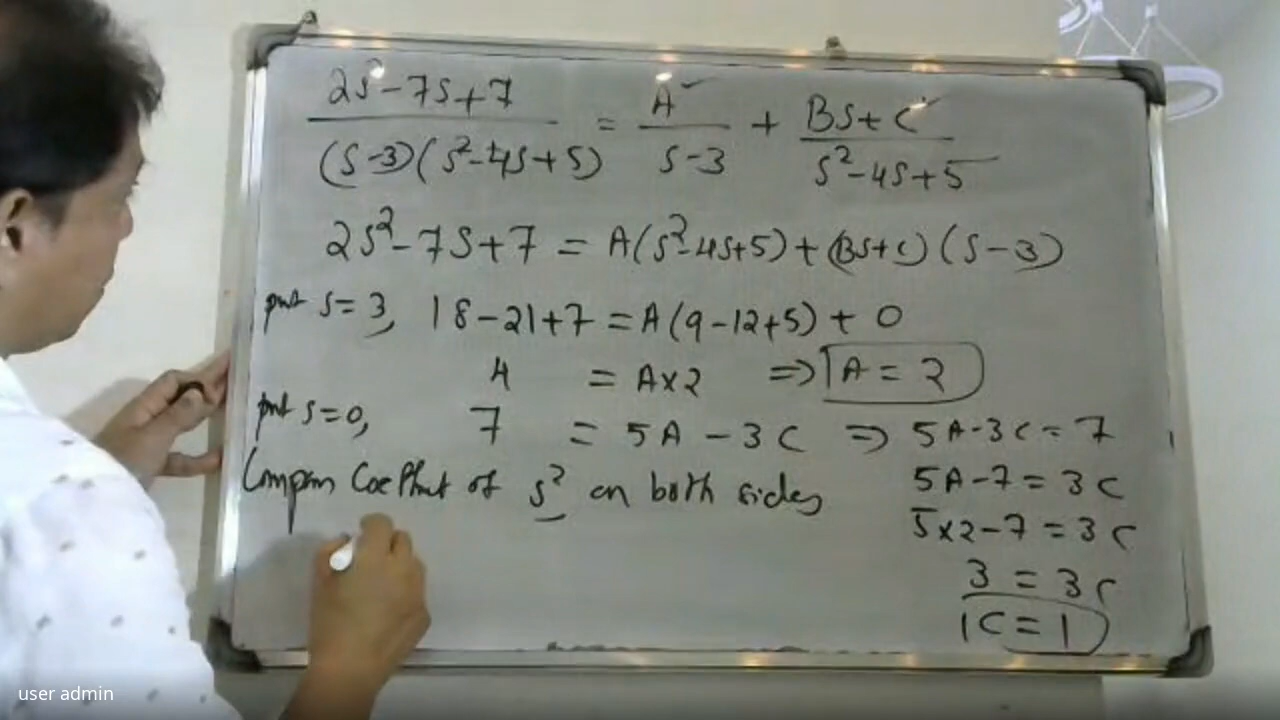 2s²-7s+7 / (s-3)(s²-4s+5) = A / s-3 + Bs+C / s²-4s+5
2s²-7s+7 = A(s²-4s+5)+(Bs+C)(s-3)
put s=3, 18-21+7 = A(9-12+5)+0
4 = A×2 ⇒ A = 2
put s=0, 7 = 5A-3C ⇒ 5A-3C=7
5A-7=3C
of s² on both sides
5×2-7=3C
3=3C
C=1
user admin